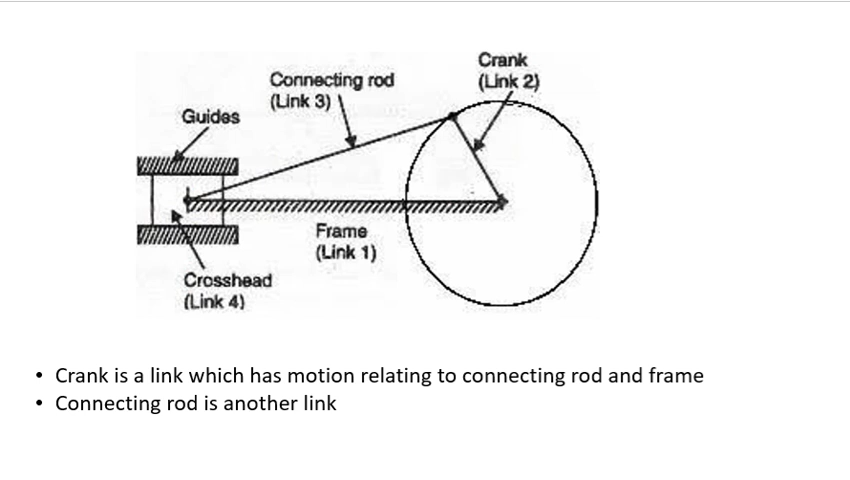 Crank
(Link 2)
Connecting rod
(Link 3)
Guides
Frame
(Link 1)
Crosshead
(Link 4)
• Crank is a link which has motion relating to connecting rod and frame
• Connecting rod is another link